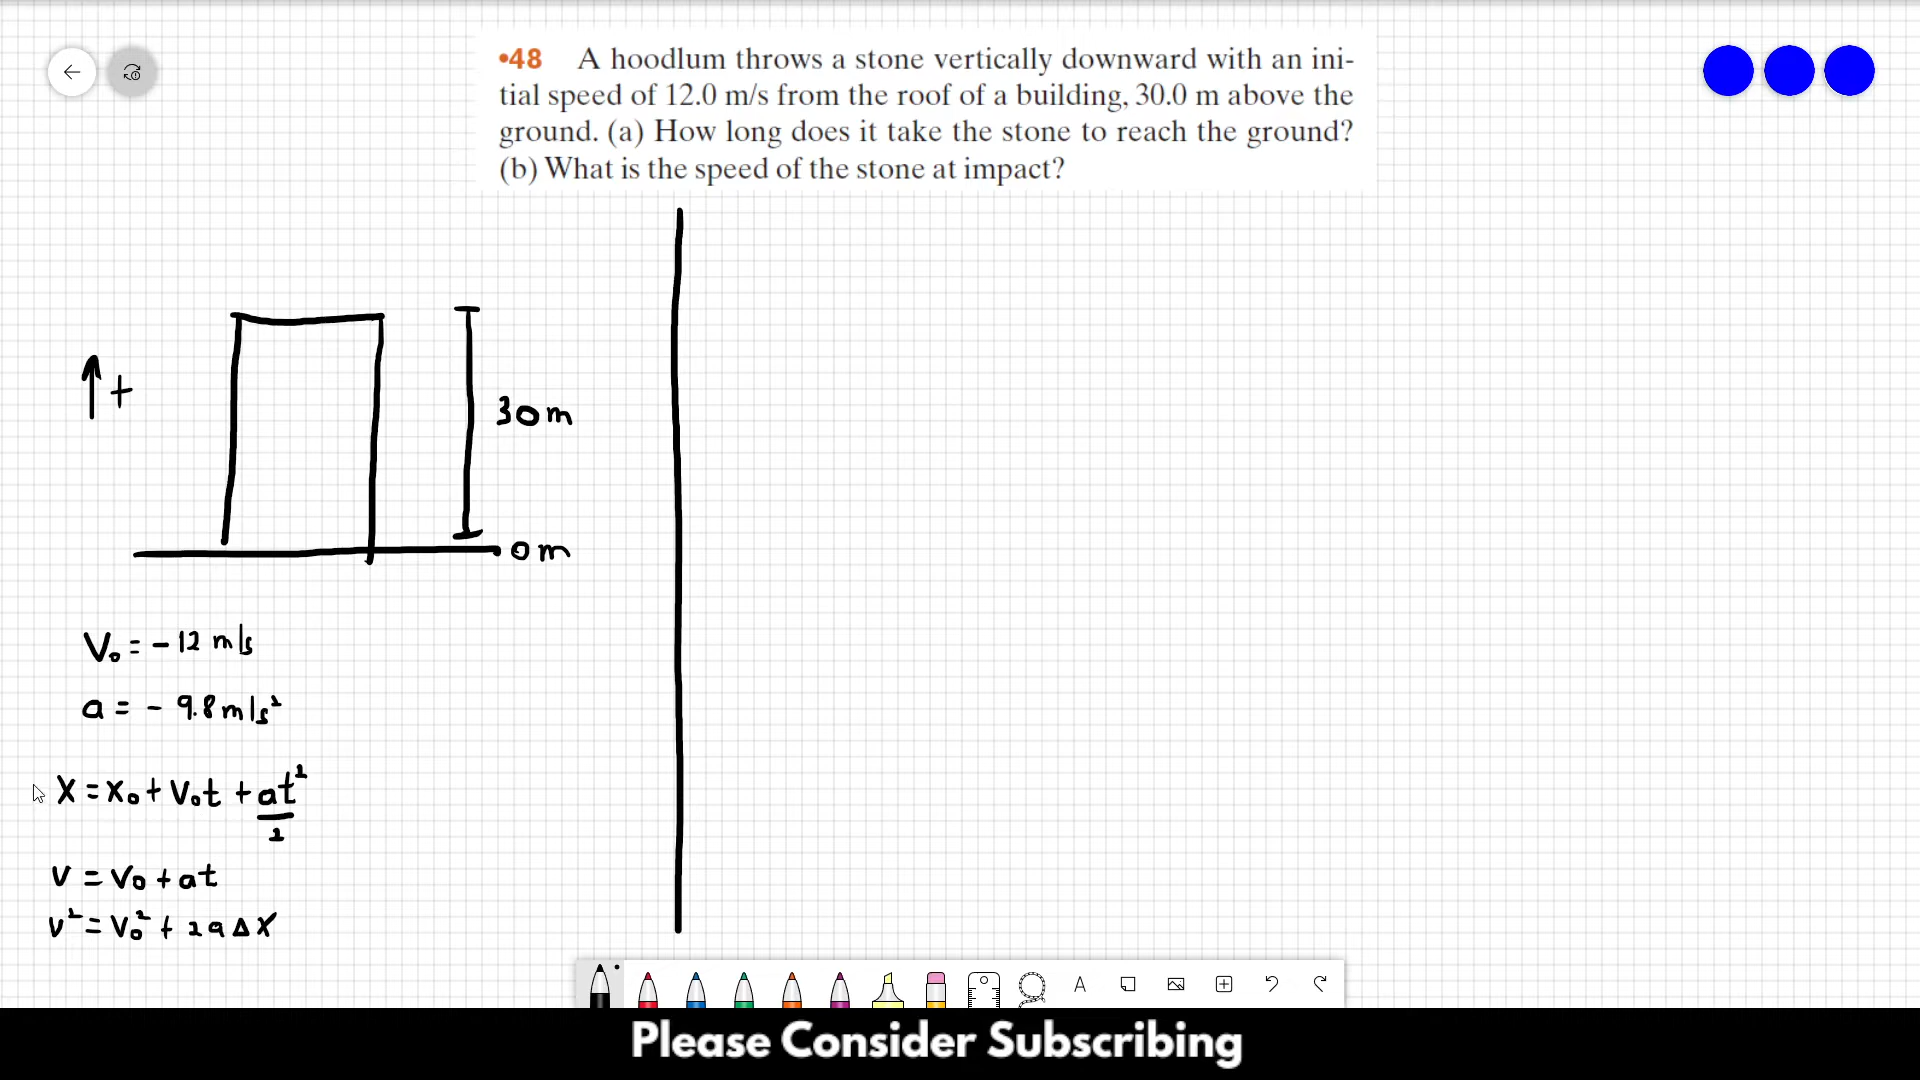 •48 A hoodlum throws a stone vertically downward with an ini-
tial speed of 12.0 m/s from the roof of a building, 30.0 m above the
ground. (a) How long does it take the stone to reach the ground?
(b) What is the speed of the stone at impact?
↑ +
30m
0m
V₀ = -12 m/s
a = - 9.8 m/s²
X = X₀ + V₀t + at²/2
V = V₀ + at
V² = V₀² + 2a Δ X
A
Please Consider Subscribing